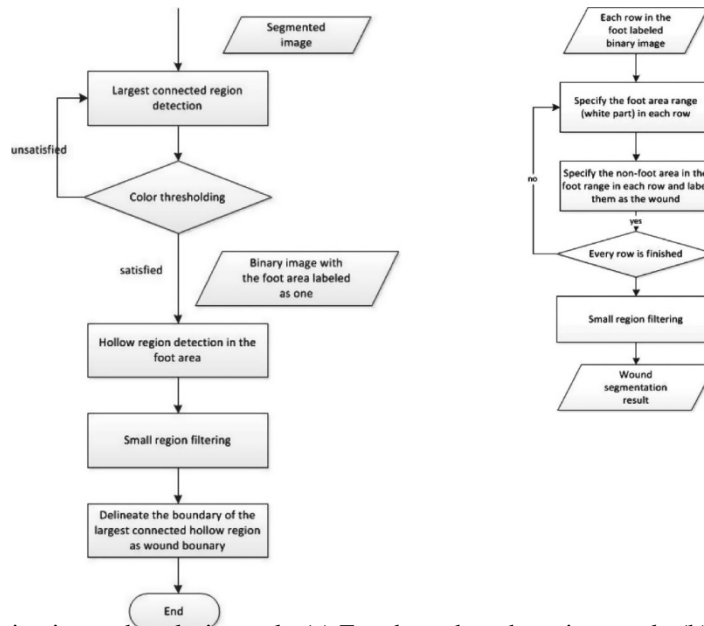 Segmented
image
Largest connected region
detection
unsatisfied
Color thresholding
satisfied
Binary image with
the foot area labeled
as one
Hollow region detection in the
foot area
Small region filtering
Delineate the boundary of the
largest connected hollow region
as wound bounary
End
Each row in the
foot labeled
binary image
Specify the foot area range
(white part) in each row
no
Specify the non-foot area in the
foot range in each row and labe
them as the wound
yes
Every row is finished
Small region filtering
Wound
segmentation
result